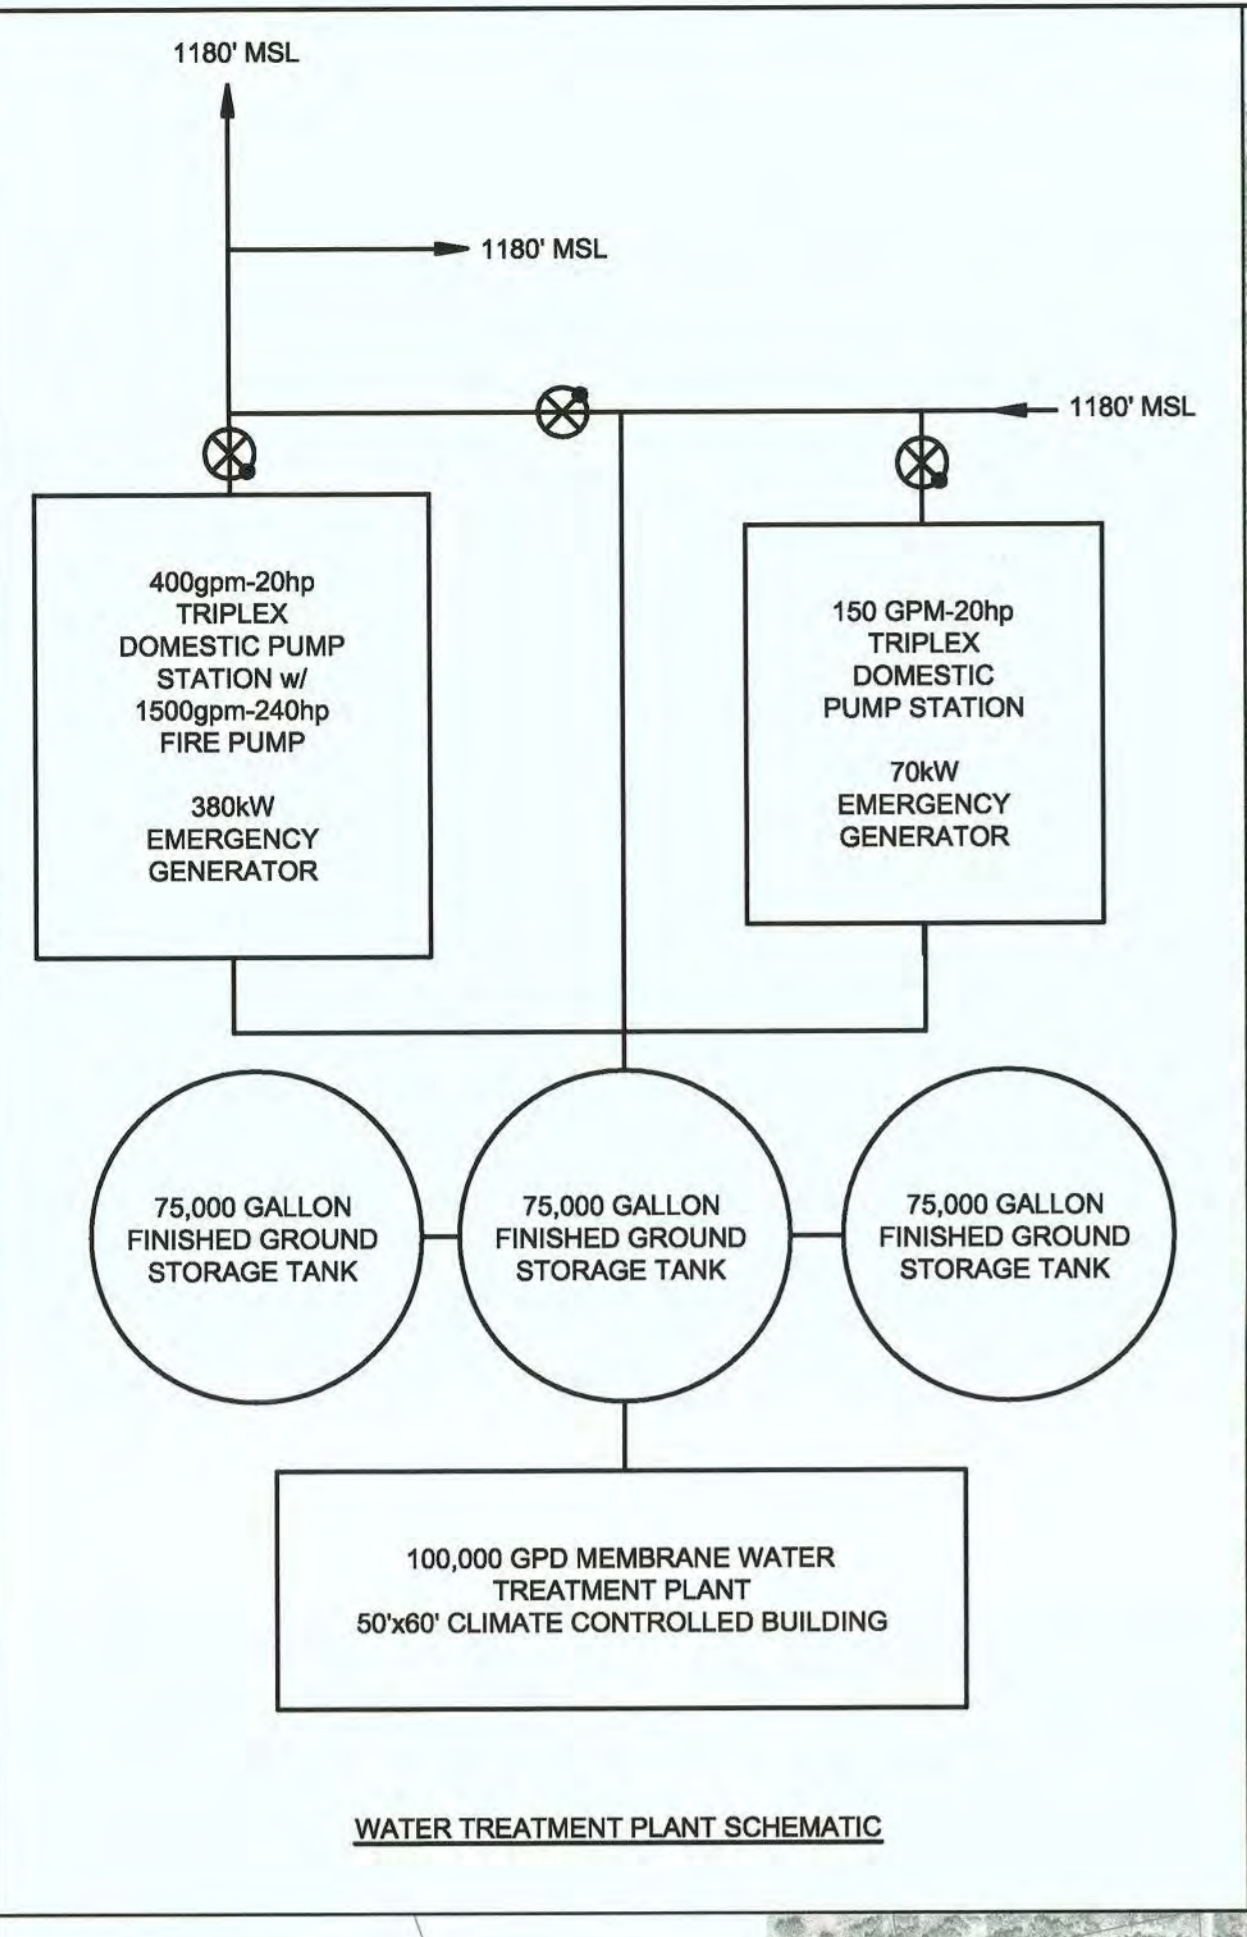 1180' MSL
1180' MSL
1180' MSL
400gpm-20hp
TRIPLEX
DOMESTIC PUMP
STATION w/
1500gpm-240hp
FIRE PUMP
380kW
EMERGENCY
GENERATOR
150 GPM-20hp
TRIPLEX
DOMESTIC
PUMP STATION
70kW
EMERGENCY
GENERATOR
75,000 GALLON
FINISHED GROUND
STORAGE TANK
75,000 GALLON
FINISHED GROUND
STORAGE TANK
75,000 GALLON
FINISHED GROUND
STORAGE TANK
100,000 GPD MEMBRANE WATER
TREATMENT PLANT
50'x60' CLIMATE CONTROLLED BUILDING
WATER TREATMENT PLANT SCHEMATIC